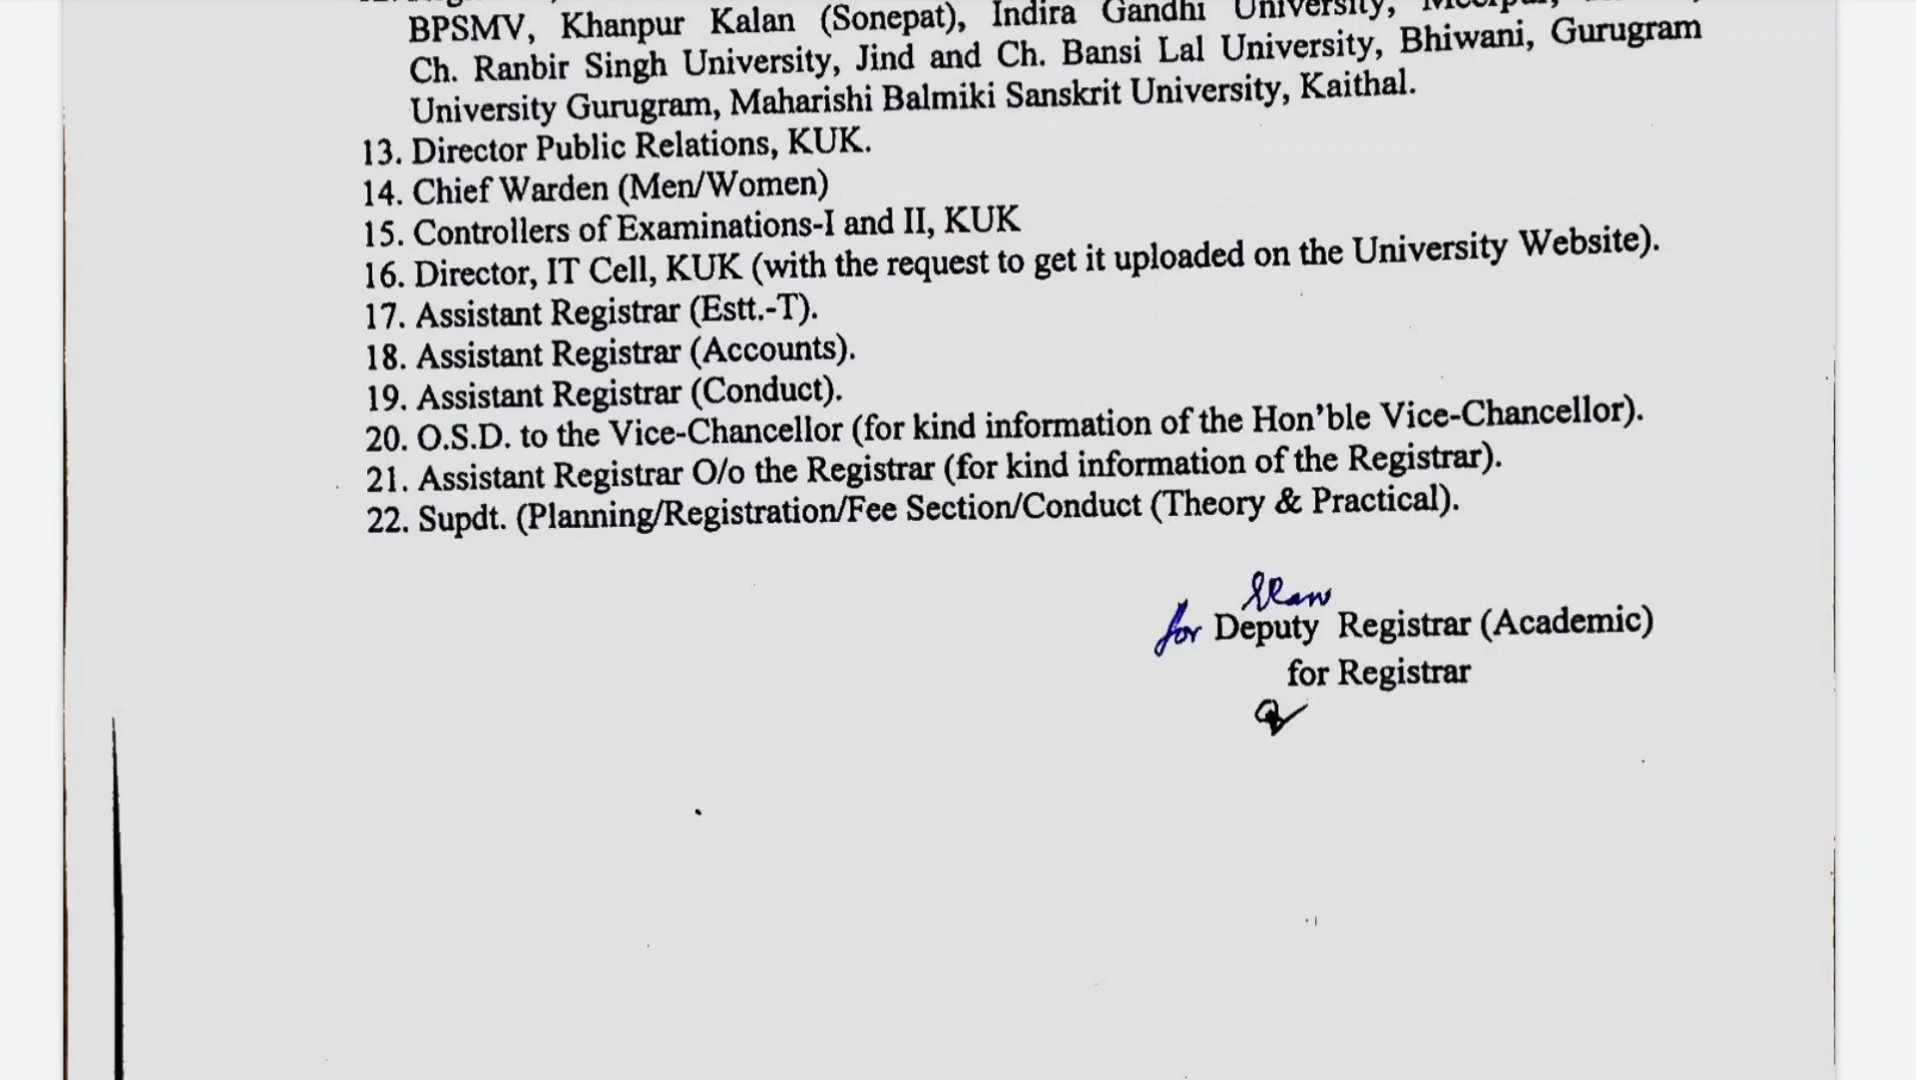 BPSMV, Khanpur Kalan (Sonepat), Indira Gandhi University,
Ch. Ranbir Singh University, Jind and Ch. Bansi Lal University, Bhiwani, Gurugram
University Gurugram, Maharishi Balmiki Sanskrit University, Kaithal.
13. Director Public Relations, KUK.
14. Chief Warden (Men/Women)
15. Controllers of Examinations-I and II, KUK
16. Director, IT Cell, KUK (with the request to get it uploaded on the University Website).
17. Assistant Registrar (Estt.-T).
18. Assistant Registrar (Accounts).
19. Assistant Registrar (Conduct).
20. O.S.D. to the Vice-Chancellor (for kind information of the Hon'ble Vice-Chancellor).
21. Assistant Registrar O/o the Registrar (for kind information of the Registrar).
22. Supdt. (Planning/Registration/Fee Section/Conduct (Theory & Practical).
for Deputy Registrar (Academic)
for Registrar